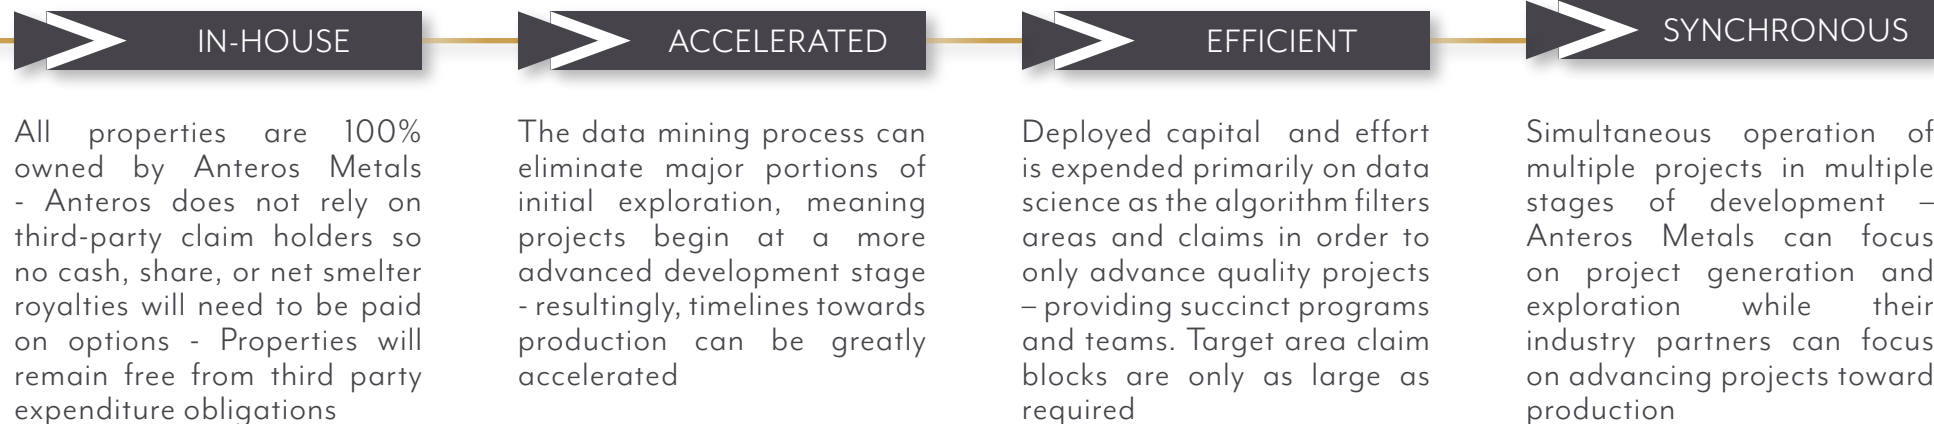 IN-HOUSE
All properties are 100%
owned by Anteros Metals
- Anteros does not rely on
third-party claim holders so
no cash, share, or net smelter
royalties will need to be paid
on options - Properties will
remain free from third party
expenditure obligations
ACCELERATED
The data mining process can
eliminate major portions of
initial exploration, meaning
projects begin at a more
advanced development stage
- resultingly, timelines towards
production can be greatly
accelerated
EFFICIENT
Deployed capital and effort
is expended primarily on data
science as the algorithm filters
areas and claims in order to
only advance quality projects
– providing succinct programs
and teams. Target area claim
blocks are only as large as
required
SYNCHRONOUS
Simultaneous operation of
multiple projects in multiple
stages of development –
Anteros Metals can focus
on project generation and
exploration while their
industry partners can focus
on advancing projects toward
production